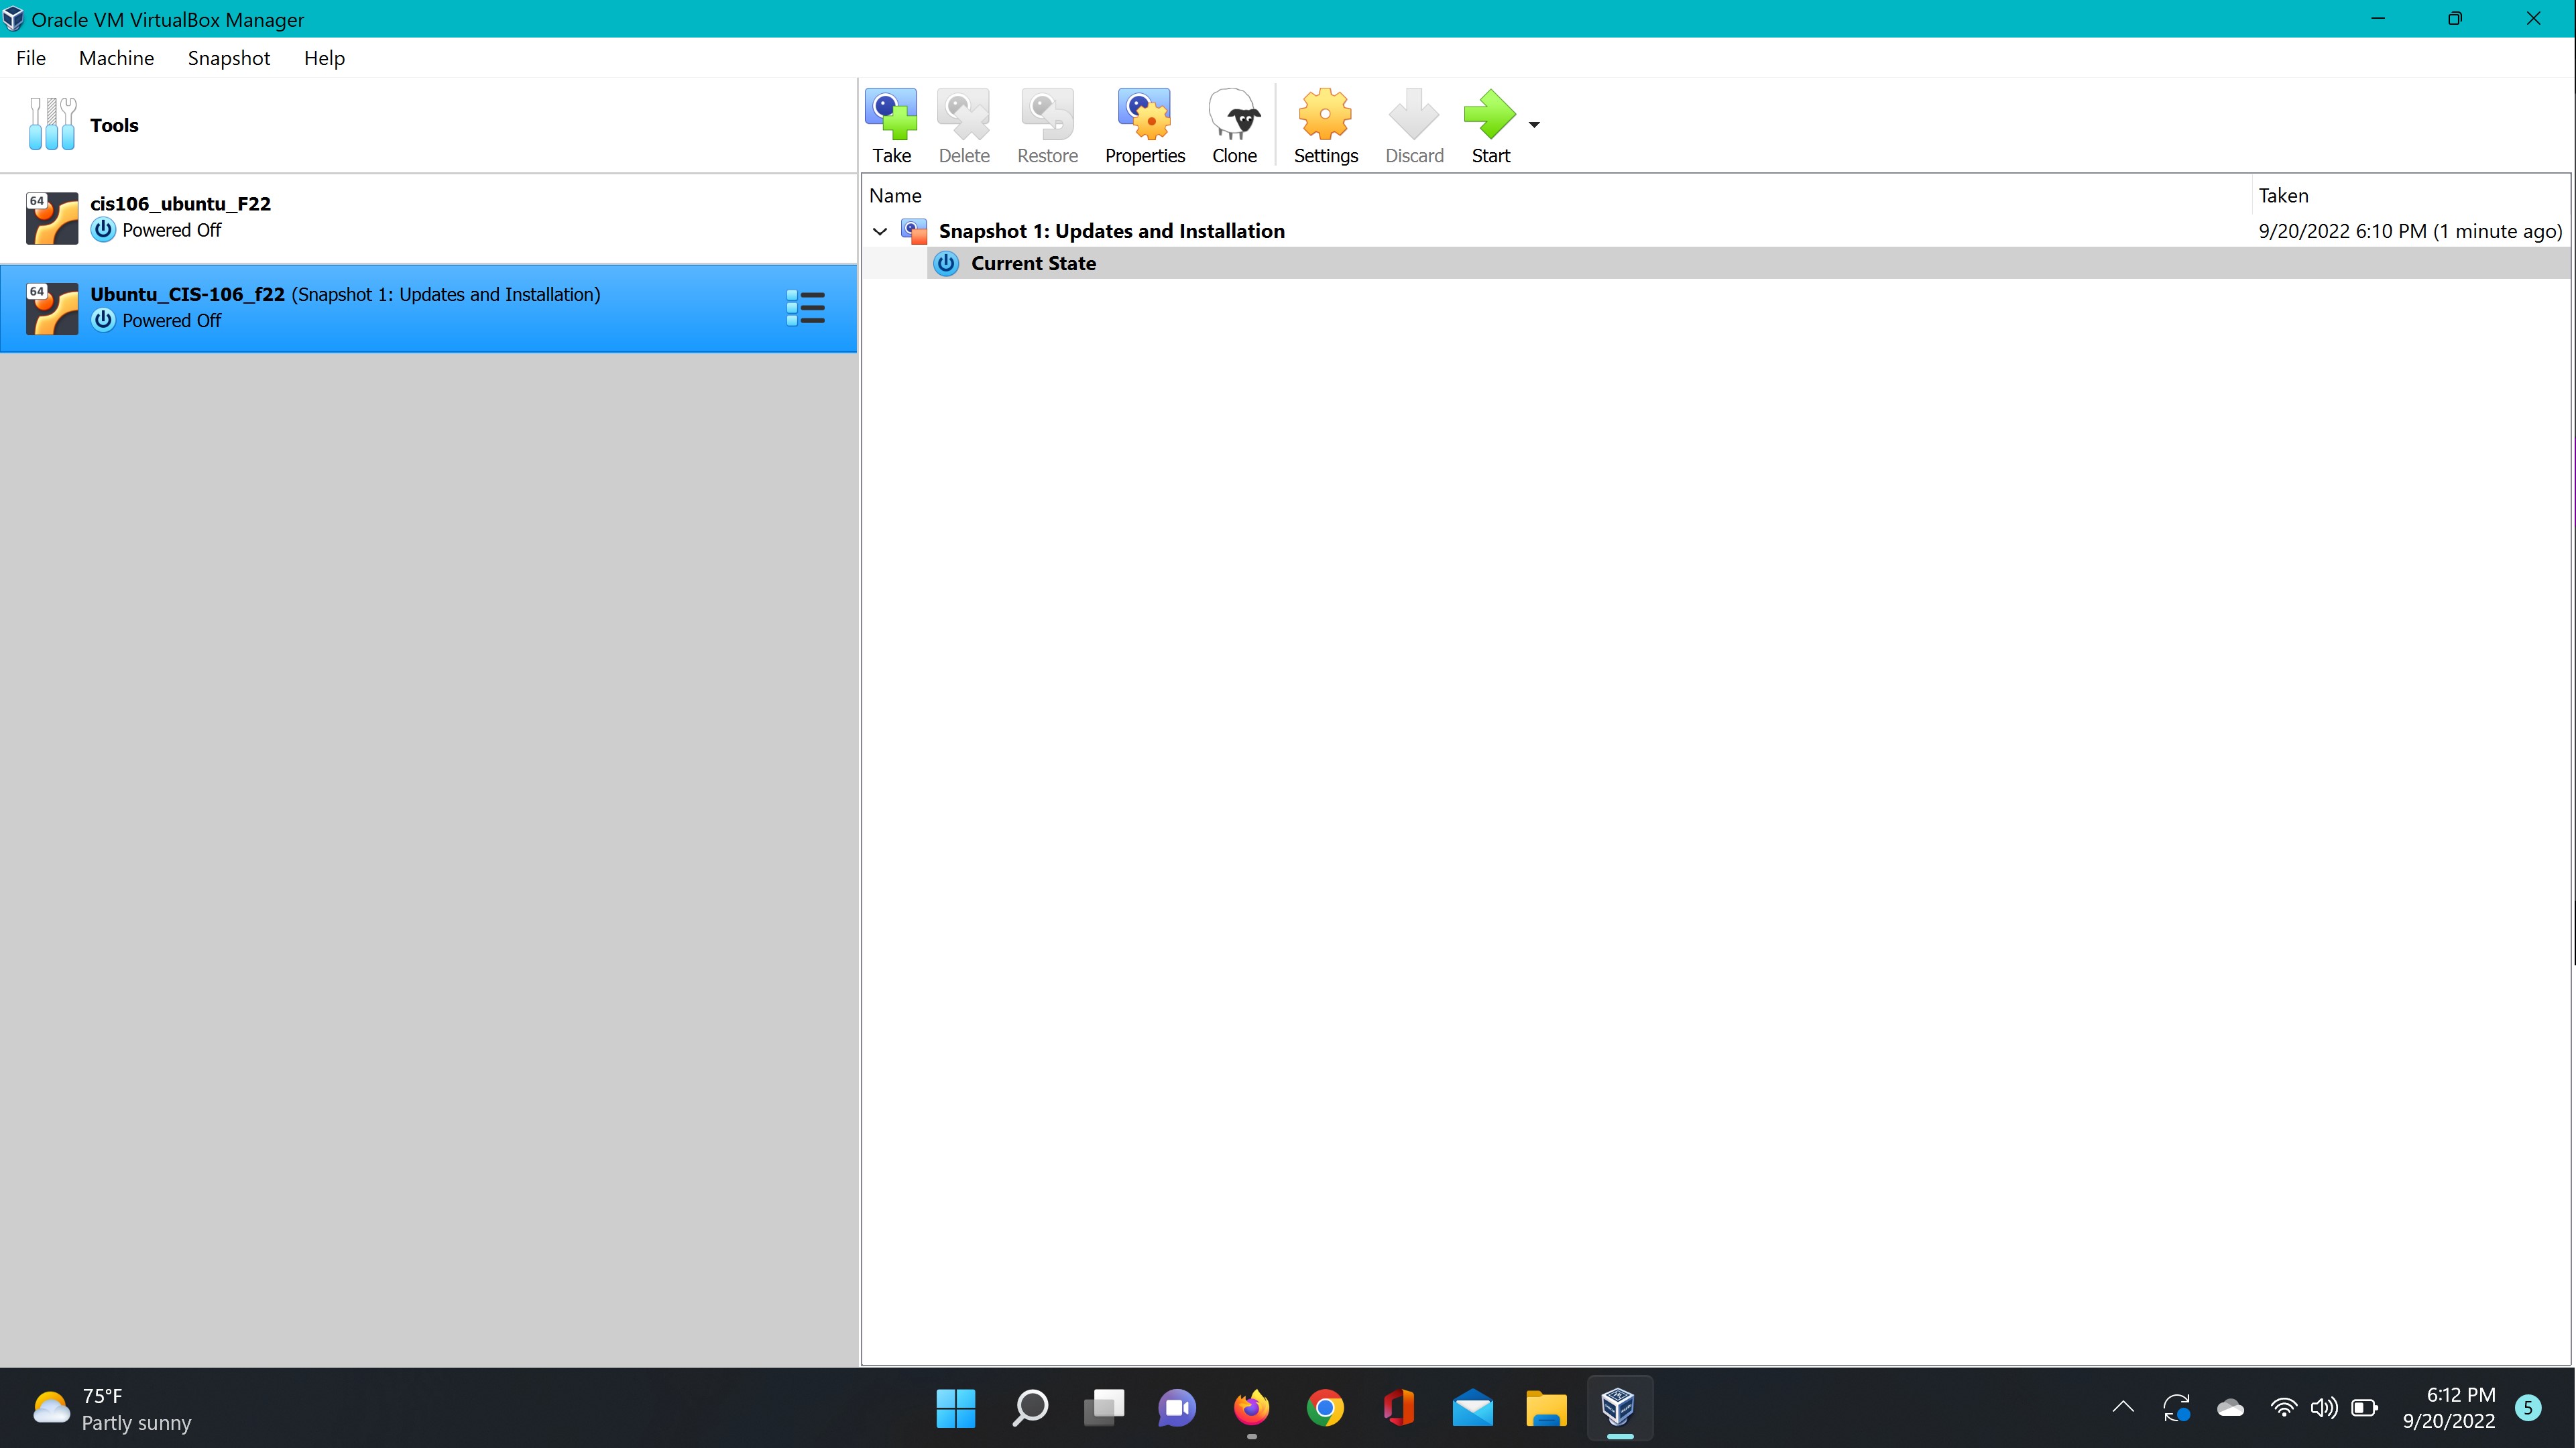 Oracle VM VirtualBox Manager
File Machine Snapshot Help
Tools
Take Delete Restore Properties Clone Settings Discard Start
64
cis106_ubuntu_F22
Powered Off
64
Ubuntu_CIS-106_f22 (Snapshot 1: Updates and Installation)
Powered Off
Name Taken
Snapshot 1: Updates and Installation 9/20/2022 6:10 PM (1 minute ago)
Current State
75°F
Partly sunny
6:12 PM
9/20/2022
5